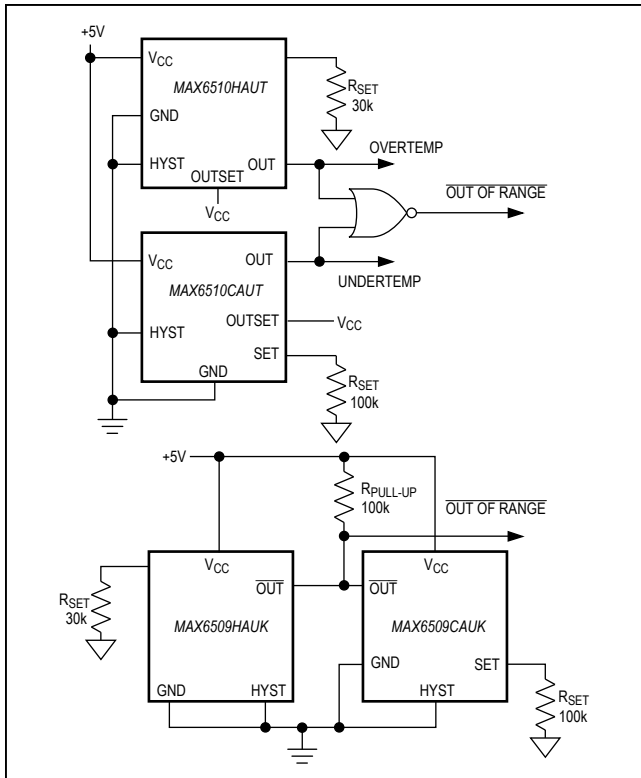 +5V
VCC
MAX6510HAUT
RSET
30k
GND
OVERTEMP
HYST
OUT
OUTSET
OUT OF RANGE
VCC
VCC
OUT
MAX6510CAUT
UNDERTEMP
OUTSET
VCC
HYST
SET
GND
RSET
100k
+5V
RPULL-UP
100k
OUT OF RANGE
VCC
VCC
RSET
30k
OUT
OUT
MAX6509HAUK
MAX6509CAUK
GND
SET
GND
HYST
HYST
RSET
100k